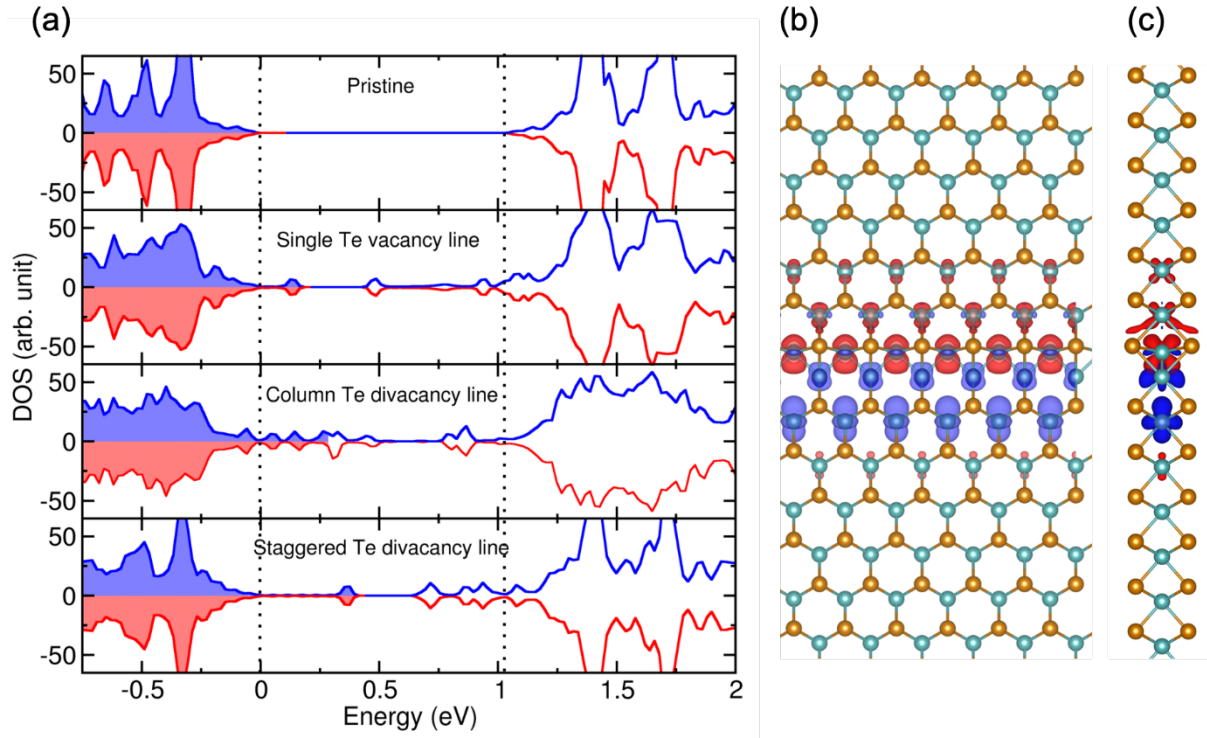 (a)
(b)
(c)
50
0
-50
Pristine
50
0
-50
Single Te vacancy line
50
0
-50
Column Te divacancy line
50
0
-50
Staggered Te divacancy line
DOS (arb. unit)
-0.5
0
0.5
1
1.5
2
Energy (eV)